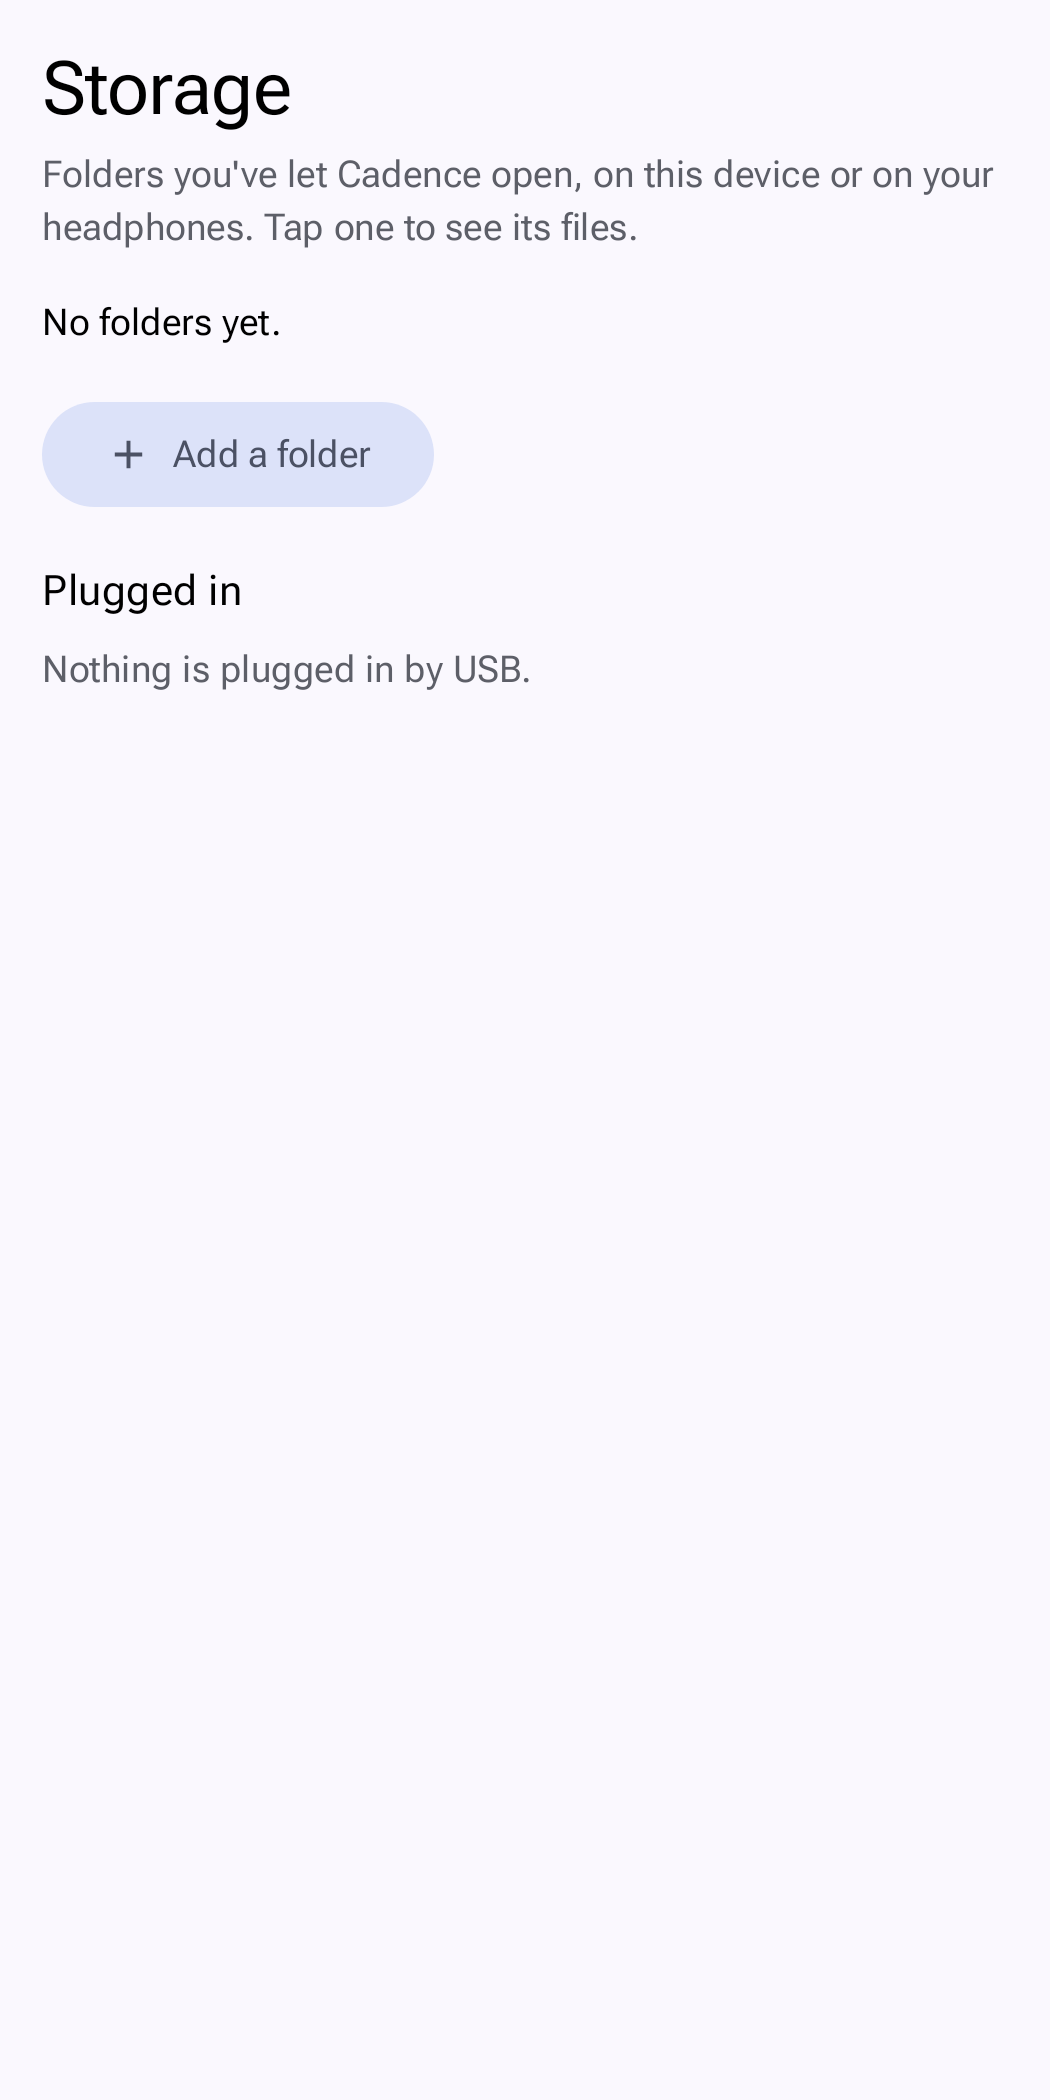 Storage
Folders you've let Cadence open, on this device or on your
headphones. Tap one to see its files.
No folders yet.
+ Add a folder
Plugged in
Nothing is plugged in by USB.